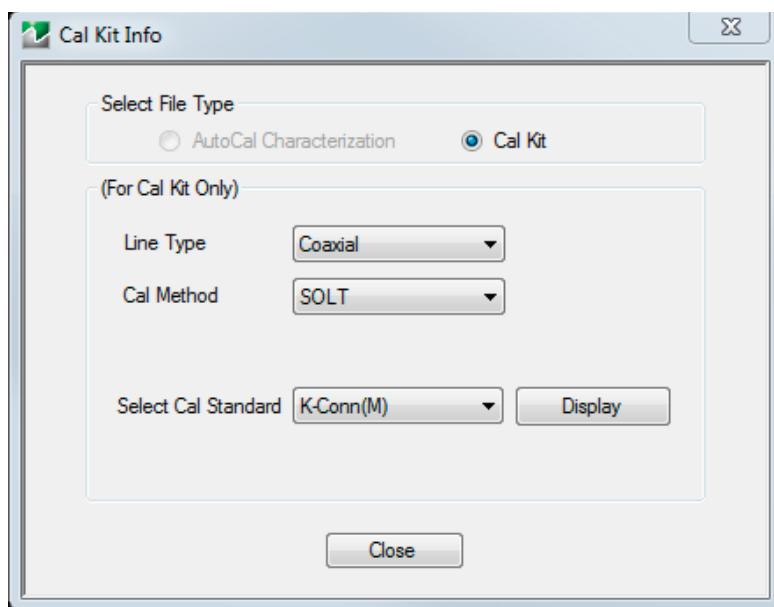 Cal Kit Info
Select File Type
AutoCal Characterization Cal Kit
(For Cal Kit Only)
Line Type Coaxial
Cal Method SOLT
Select Cal Standard K-Conn(M) Display
Close